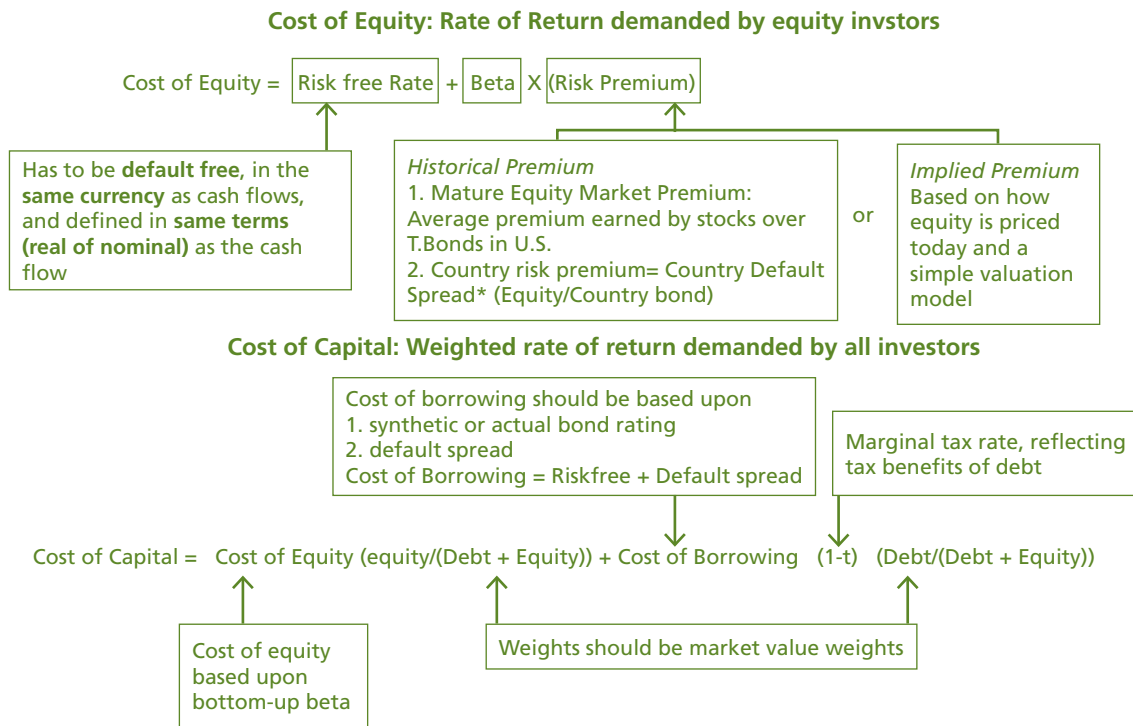 Cost of Equity: Rate of Return demanded by equity invstors
Cost of Equity = Risk free Rate + Beta X (Risk Premium)
Has to be default free, in the
same currency as cash flows,
and defined in same terms
(real of nominal) as the cash
flow
Historical Premium
1. Mature Equity Market Premium:
Average premium earned by stocks over
T.Bonds in U.S.
2. Country risk premium= Country Default
Spread* (Equity/Country bond)
or
Implied Premium
Based on how
equity is priced
today and a
simple valuation
model
Cost of Capital: Weighted rate of return demanded by all investors
Cost of borrowing should be based upon
1. synthetic or actual bond rating
2. default spread
Cost of Borrowing = Riskfree + Default spread
Marginal tax rate, reflecting
tax benefits of debt
Cost of Capital = Cost of Equity (equity/(Debt + Equity)) + Cost of Borrowing (1-t) (Debt/(Debt + Equity))
Cost of equity
based upon
bottom-up beta
Weights should be market value weights